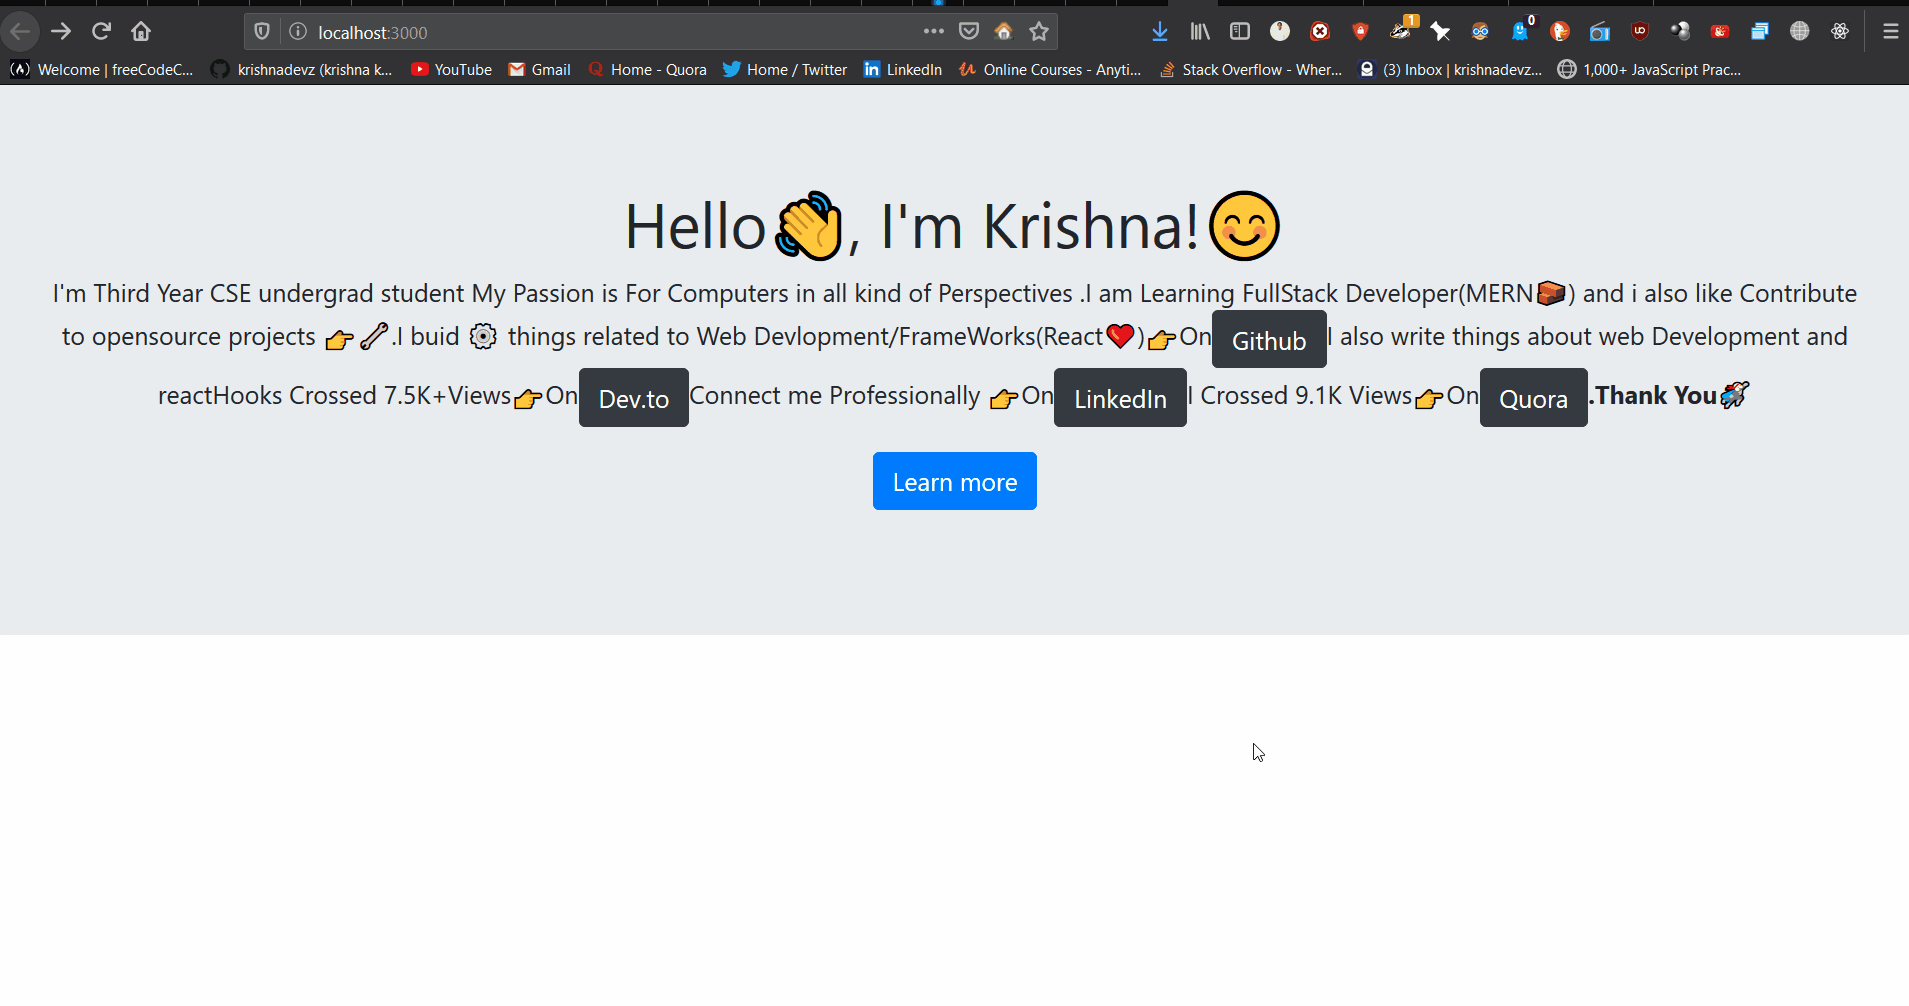 localhost:3000
1
0
Welcome | freeCodeC... krishnadevz (krishna k... YouTube Gmail Home - Quora Home / Twitter LinkedIn Online Courses - Anyti... Stack Overflow - Wher... (3) Inbox | krishnadevz... 1,000+ JavaScript Prac...
Hello👋, I'm Krishna!😊
I'm Third Year CSE undergrad student My Passion is For Computers in all kind of Perspectives .I am Learning FullStack Developer(MERN🧱) and i also like Contribute
to opensource projects 👉🔧.I buid ⚙️ things related to Web Devlopment/FrameWorks(React❤️)👉On Github I also write things about web Development and
reactHooks Crossed 7.5K+Views👉On Dev.to Connect me Professionally 👉On LinkedIn I Crossed 9.1K Views👉On Quora .Thank You🚀
Learn more